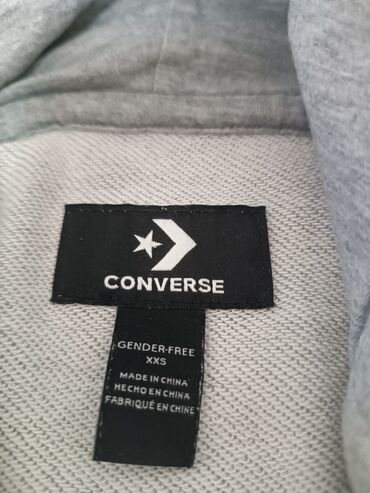 CONVERSE
GENDER-FREE
XXS
MADE IN CHINA
HECHO EN CHINA
FABRIQUÉ EN CHINE